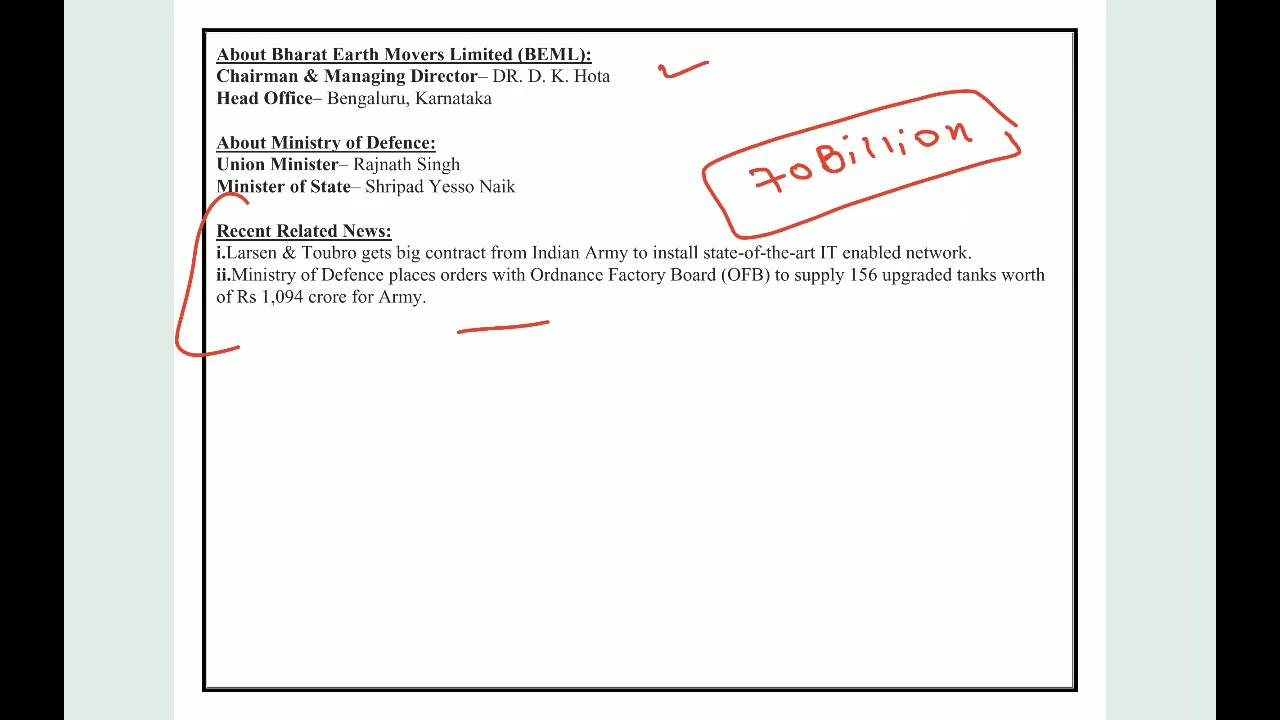 About Bharat Earth Movers Limited (BEML):
Chairman & Managing Director– DR. D. K. Hota
Head Office– Bengaluru, Karnataka
70 Billion
About Ministry of Defence:
Union Minister– Rajnath Singh
Minister of State– Shripad Yesso Naik
Recent Related News:
i.Larsen & Toubro gets big contract from Indian Army to install state-of-the-art IT enabled network.
ii.Ministry of Defence places orders with Ordnance Factory Board (OFB) to supply 156 upgraded tanks worth
of Rs 1,094 crore for Army.